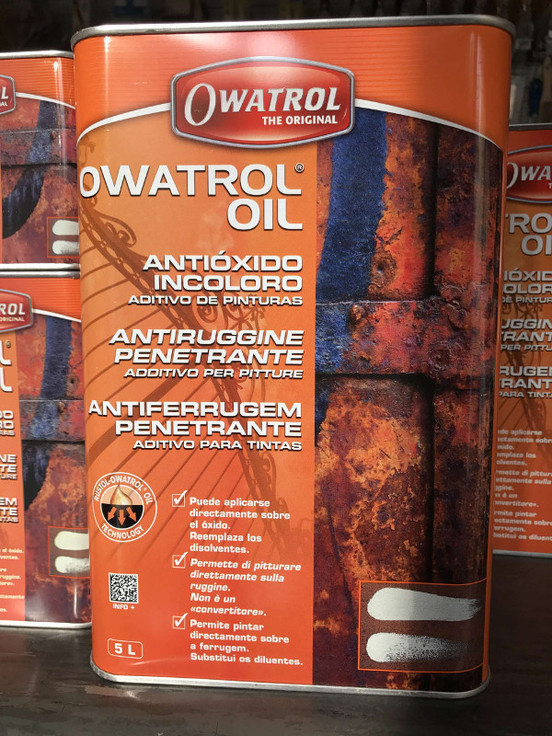 OWATROL
THE ORIGINAL
OWATROL®
OIL
ANTIÓXIDO
INCOLORO
ADITIVO DE PINTURAS
ANTIRUGGINE
PENETRANTE
ADDITIVO PER PITTURE
ANTIFERRUGEM
PENETRANTE
ADITIVO PARA TINTAS
RUSTOL-OWATROL® OIL
TECHNOLOGY
Puede aplicarse
directamente sobre
el óxido.
Reemplaza los
disolventes.
Permette di pitturare
direttamente sulla
ruggine.
Non è un
«convertitore».
Permite pintar
directamente sobre
a ferrugem.
Substitui os diluentes.
INFO +
5 L